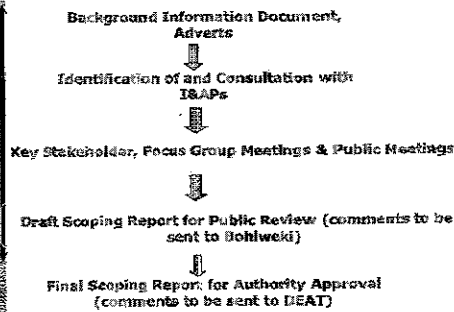 Background Information Document,
Adverts
Identification of and Consultation with
I&APs
Key Stakeholder, Focus Group Meetings & Public Meetings
Draft Scoping Report for Public Review (comments to be
sent to Bohlweki)
Final Scoping Report for Authority Approval
(comments to be sent to DEAT)